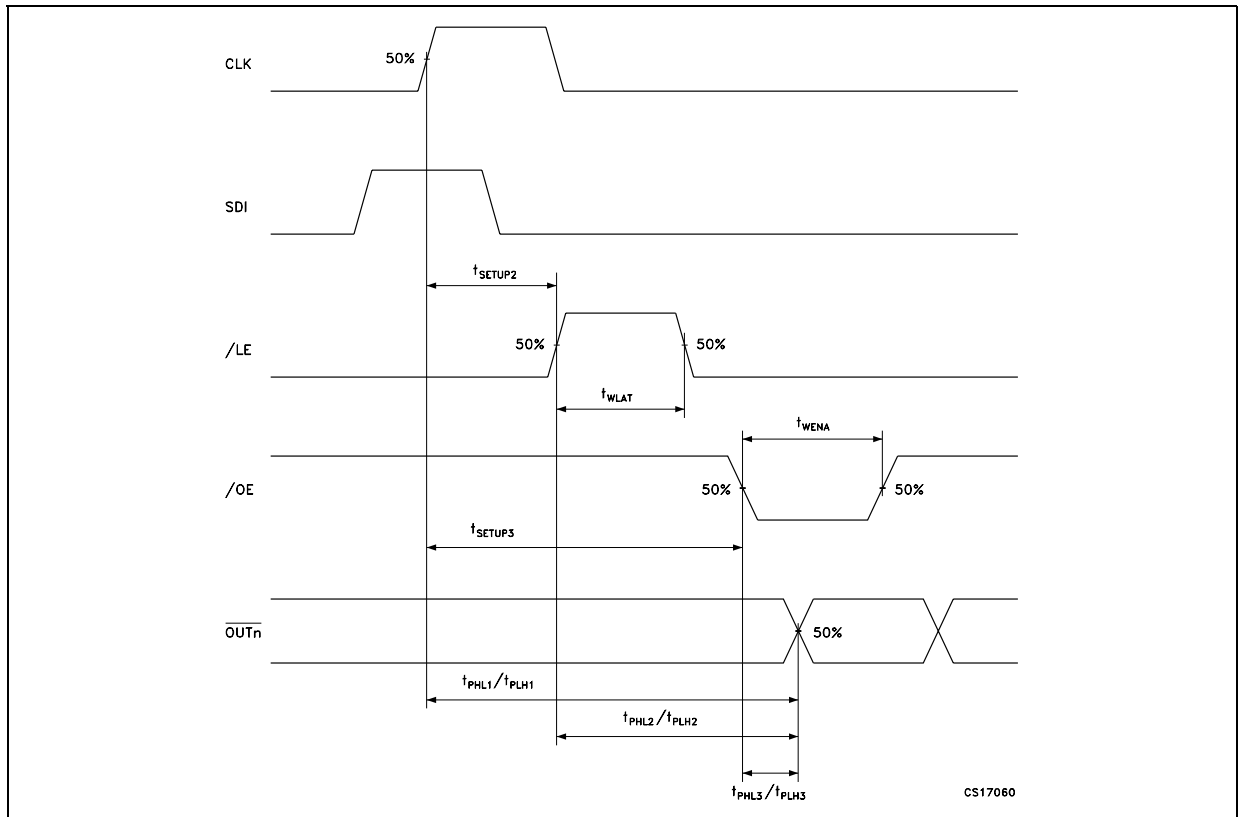 CLK
50%
SDI
tSETUP2
/LE
50%
50%
tWLAT
tWENA
/OE
50%
50%
tSETUP3
OUTn
50%
tPHL1/tPLH1
tPHL2/tPLH2
tPHL3/tPLH3
CS17060